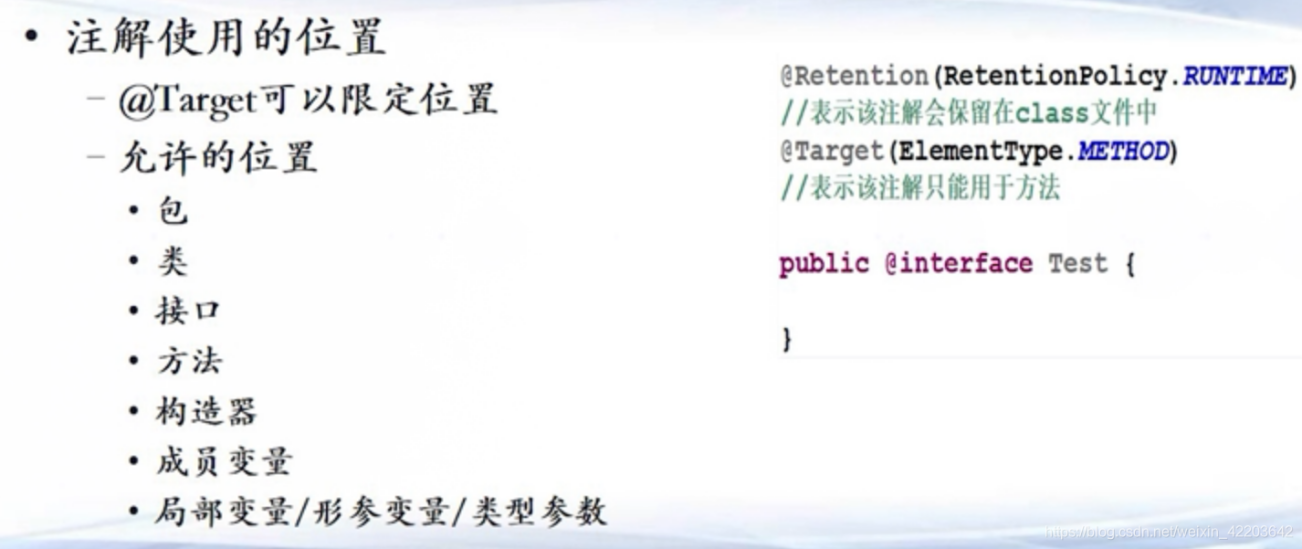 • 注解使用的位置
– @Target可以限定位置
– 允许的位置
• 包
• 类
• 接口
• 方法
• 构造器
• 成员变量
• 局部变量/形参变量/类型参数
@Retention(RetentionPolicy.RUNTIME)
//表示该注解会保留在class文件中
@Target(ElementType.METHOD)
//表示该注解只能用于方法
public @interface Test {
}
https://blog.csdn.net/weixin_42203642